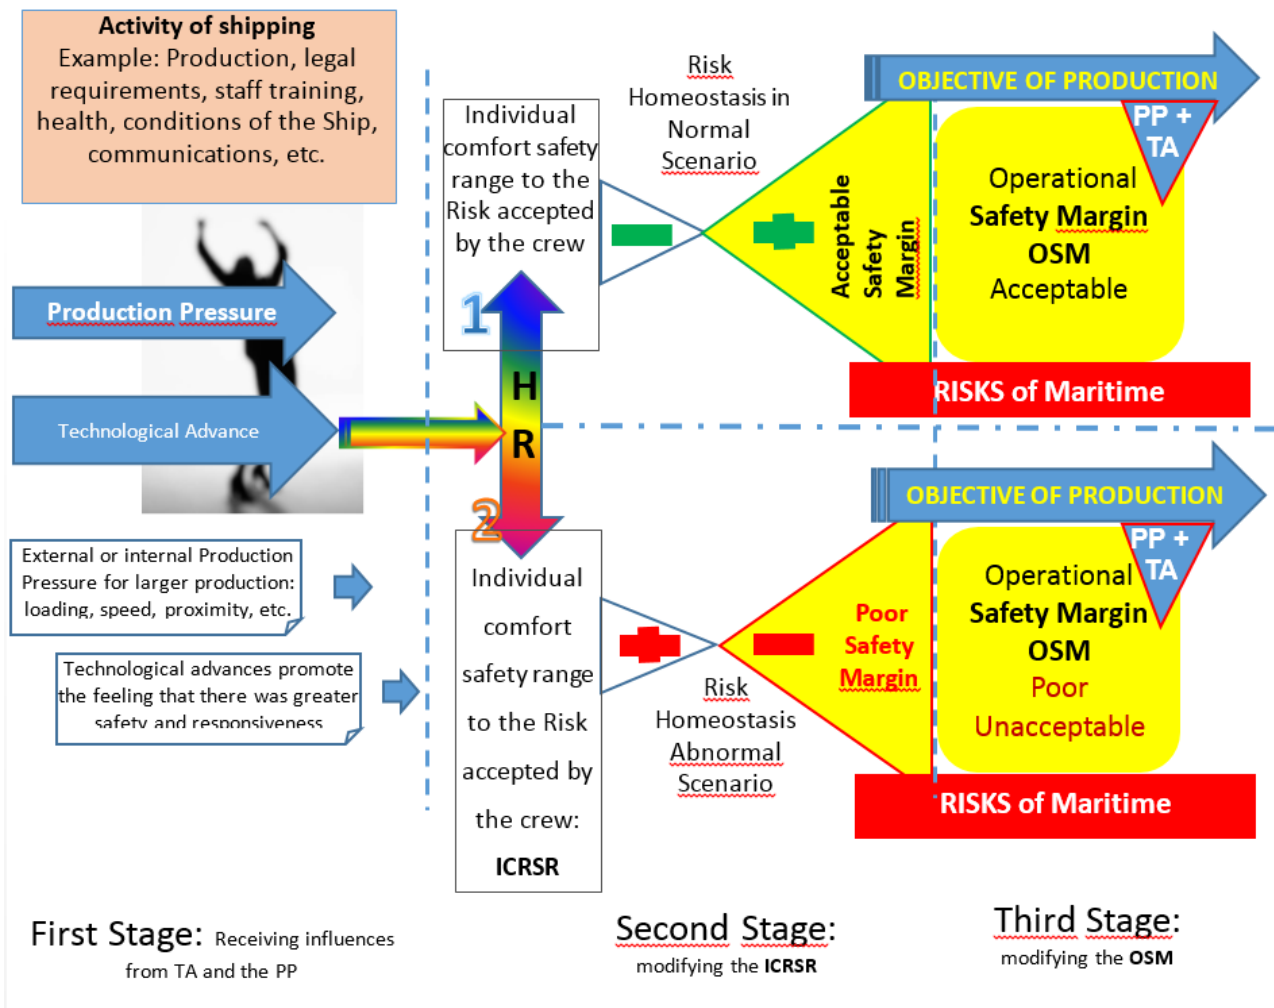 Activity of shipping
Example: Production, legal
requirements, staff training,
health, conditions of the Ship,
communications, etc.
Production Pressure
Technological Advance
External or internal Production
Pressure for larger production:
loading, speed, proximity, etc.
Technological advances promote
the feeling that there was greater
safety and responsiveness
Individual
comfort safety
range to the
Risk accepted
by the crew
1
H
R
2
Individual
comfort
safety range
to the Risk
accepted by
the crew:
ICRSR
Risk
Homeostasis in
Normal
Scenario
Acceptable
Safety
Margin
OBJECTIVE OF PRODUCTION
PP +
TA
Operational
Safety Margin
OSM
Acceptable
RISKS of Maritime
Risk
Homeostasis
Abnormal
Scenario
Poor
Safety
Margin
OBJECTIVE OF PRODUCTION
PP +
TA
Operational
Safety Margin
OSM
Poor
Unacceptable
RISKS of Maritime
First Stage: Receiving influences
from TA and the PP
Second Stage:
modifying the ICRSR
Third Stage:
modifying the OSM